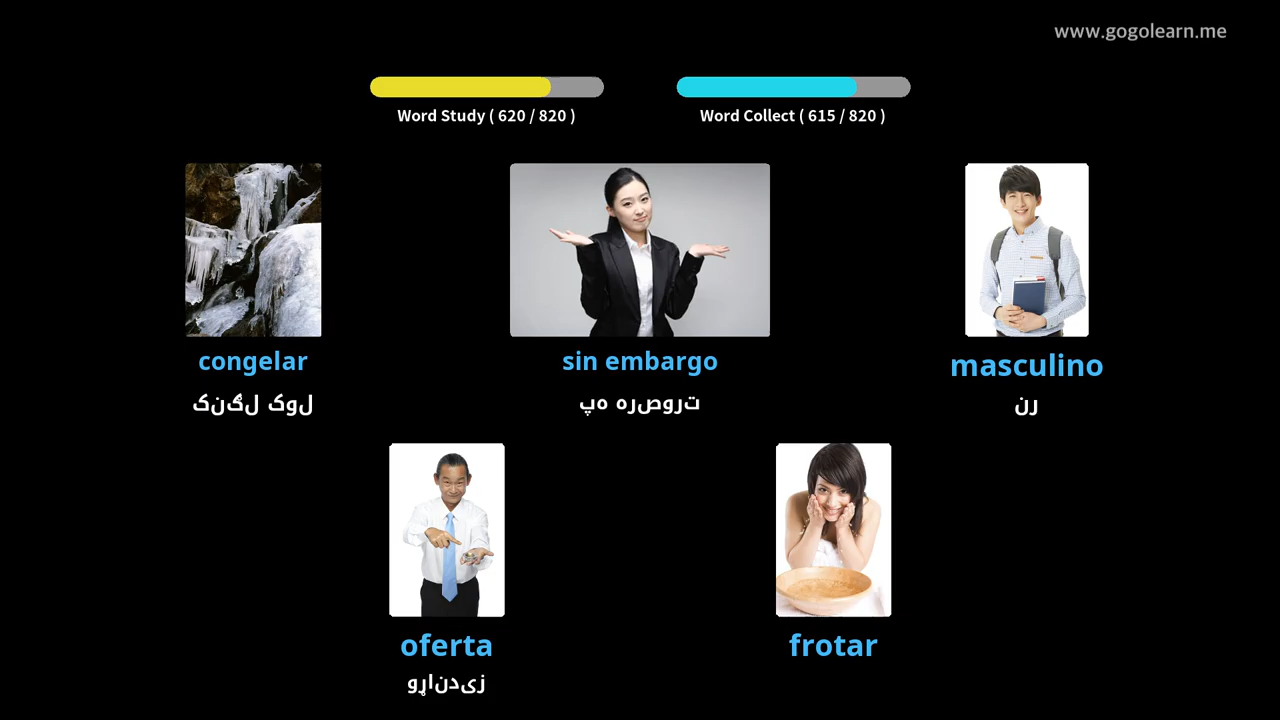 www.gogolearn.me
Word Study ( 620 / 820 )
Word Collect ( 615 / 820 )
congelar
کنګل کول
sin embargo
په هرصورت
masculino
نر
oferta
وړاندیز
frotar